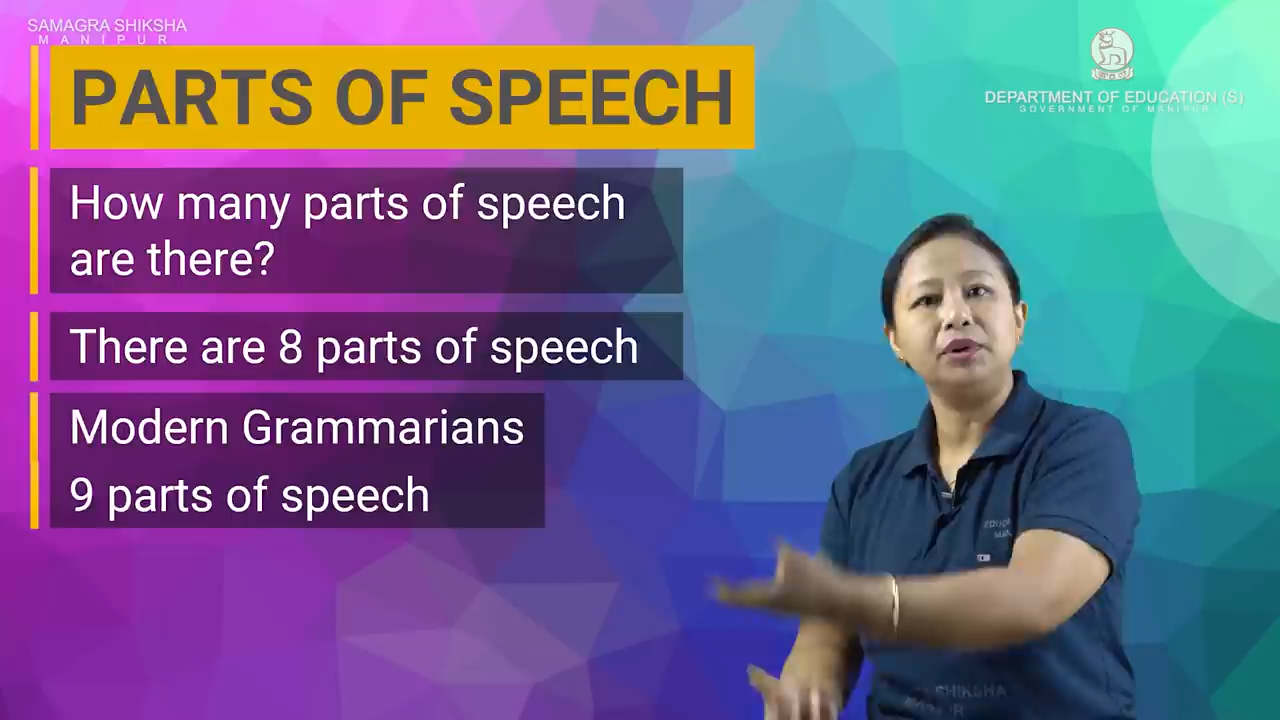 SAMAGRA SHIKSHA
MANIPUR
DEPARTMENT OF EDUCATION (S)
GOVERNMENT OF MANIPUR
PARTS OF SPEECH
How many parts of speech
are there?
There are 8 parts of speech
Modern Grammarians
9 parts of speech
SHIKSHA